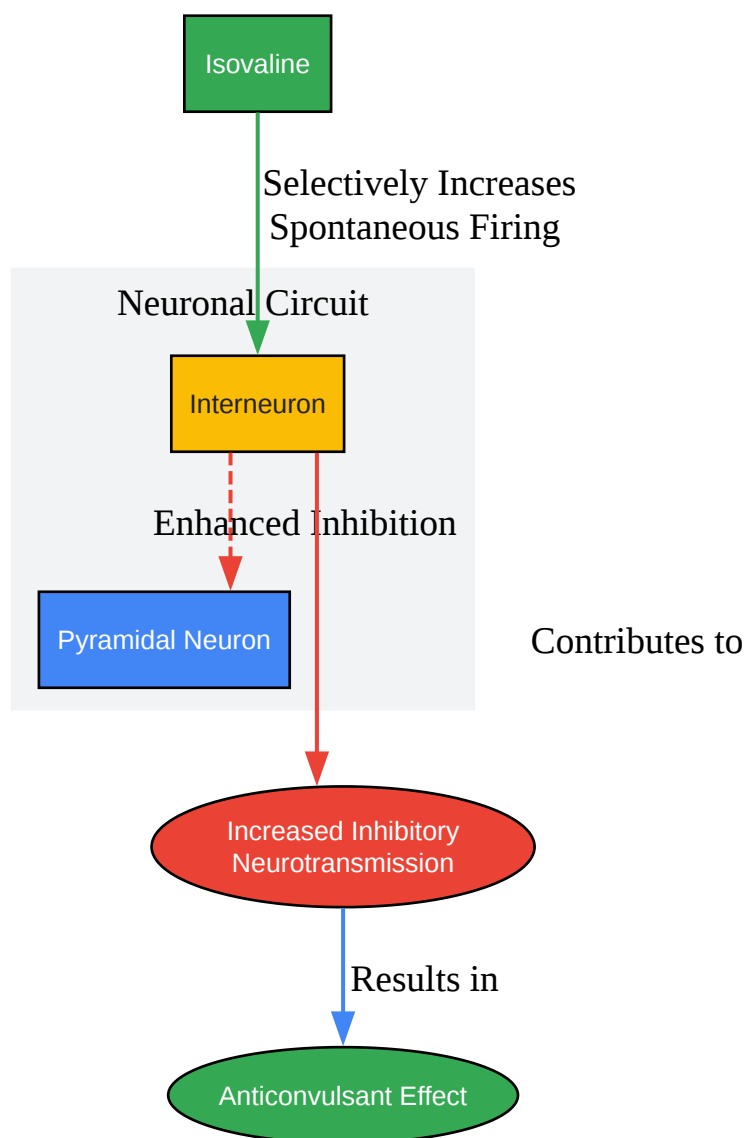 Isovaline
Selectively Increases
Spontaneous Firing
Neuronal Circuit
Interneuron
Enhanced Inhibition
Pyramidal Neuron
Contributes to
Increased Inhibitory
Neurotransmission
Results in
Anticonvulsant Effect